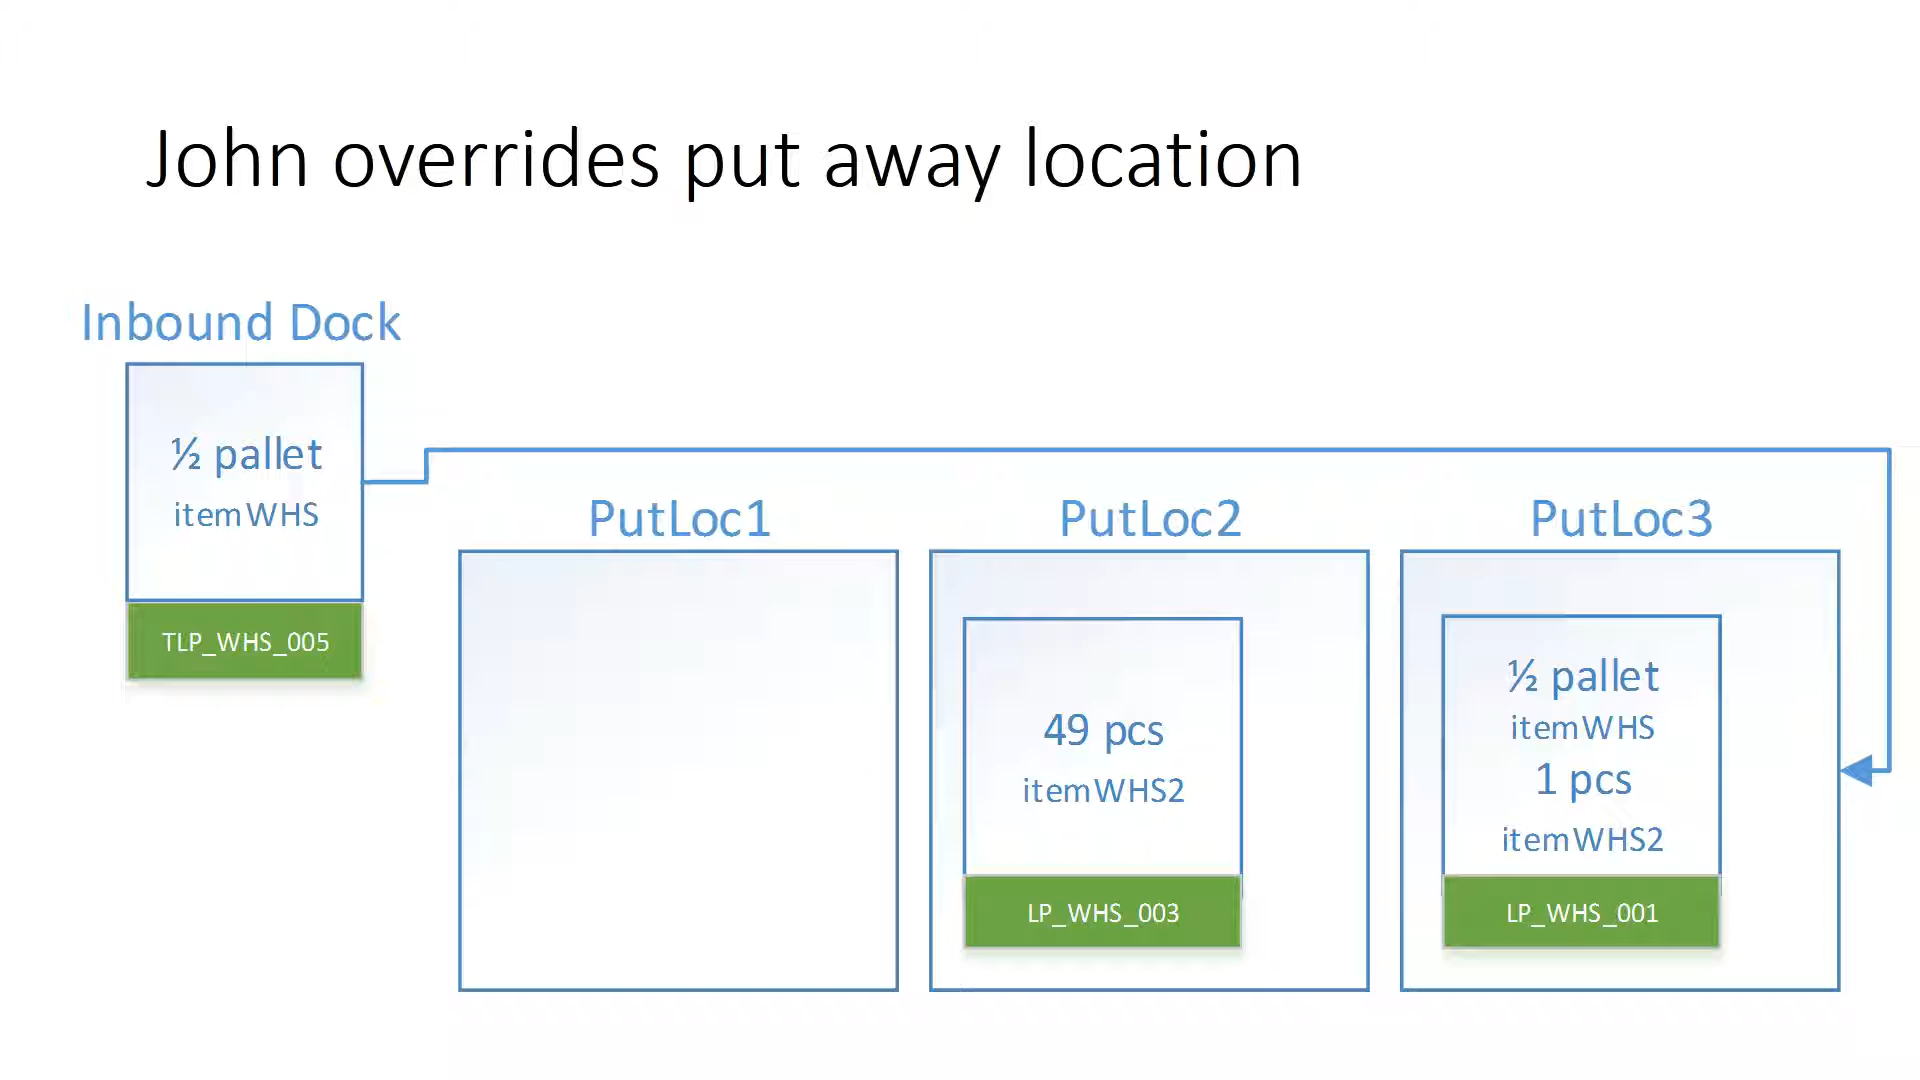 John overrides put away location
Inbound Dock
½ pallet
itemWHS
TLP_WHS_005
PutLoc1
PutLoc2
49 pcs
itemWHS2
LP_WHS_003
PutLoc3
½ pallet
itemWHS
1 pcs
itemWHS2
LP_WHS_001